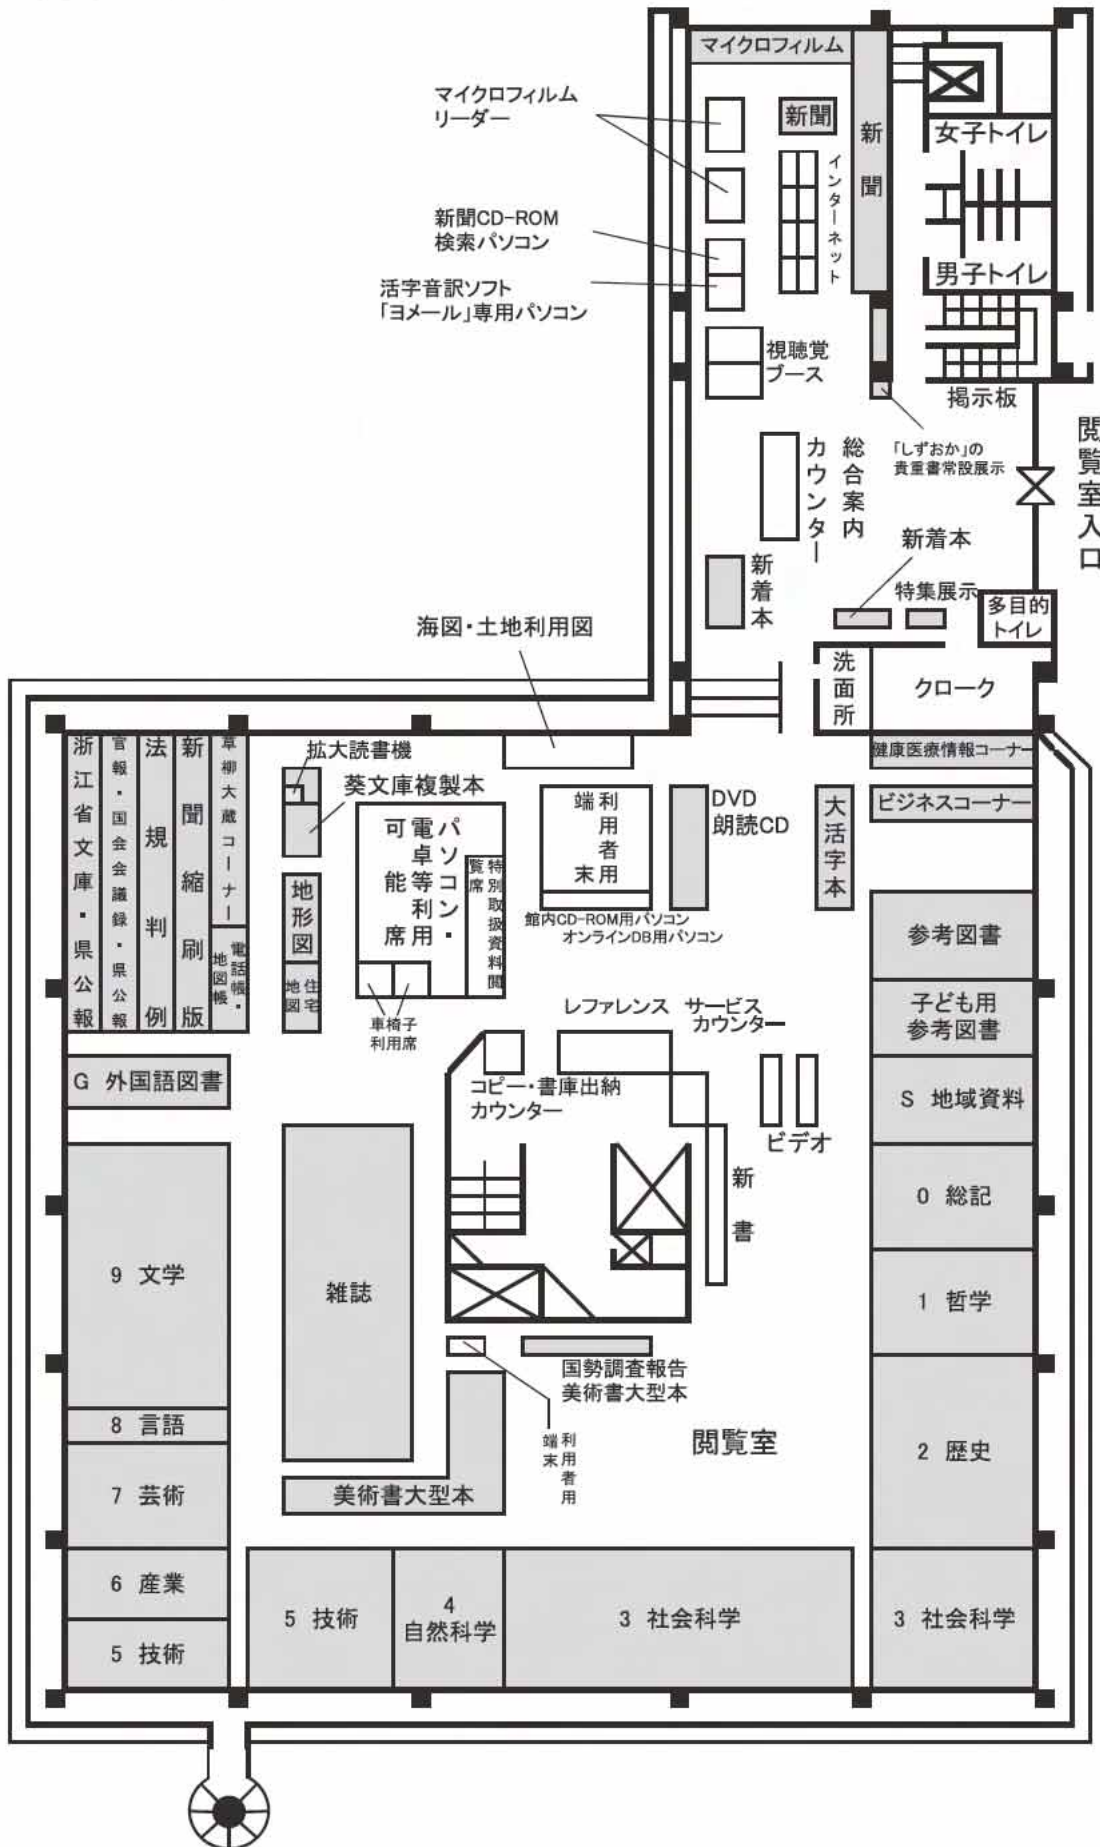 マイクロフィルム
マイクロフィルム
リーダー
新聞
新聞
女子トイレ
インターネット
新聞CD-ROM
検索パソコン
男子トイレ
活字音訳ソフト
「ヨメール」専用パソコン
視聴覚
ブース
掲示板
「しずおか」の
貴重書常設展示
閲覧室入口
総合案内
カウンター
新着本
新着本
特集展示
多目的
トイレ
海図・土地利用図
洗面所
クローク
浙江省文庫・県公報
官報・国会会議録・県公報
法規判例
新聞縮刷版
草柳大蔵コーナー
電話帳・
地図帳
拡大読書機
葵文庫複製本
地形図
住宅
地図
パソコン・
電卓等利用
可能席
特別取扱資料閲
覧席
車椅子
利用席
利用者用
端末
DVD
朗読CD
館内CD-ROM用パソコン
オンラインDB用パソコン
大活字本
健康医療情報コーナー
ビジネスコーナー
参考図書
子ども用
参考図書
レファレンス サービス
カウンター
コピー・書庫出納
カウンター
ビデオ
新書
G 外国語図書
S 地域資料
0 総記
1 哲学
2 歴史
9 文学
雑誌
国勢調査報告
美術書大型本
利用者用
端末
閲覧室
8 言語
7 芸術
美術書大型本
6 産業
5 技術
5 技術
4
自然科学
3 社会科学
3 社会科学